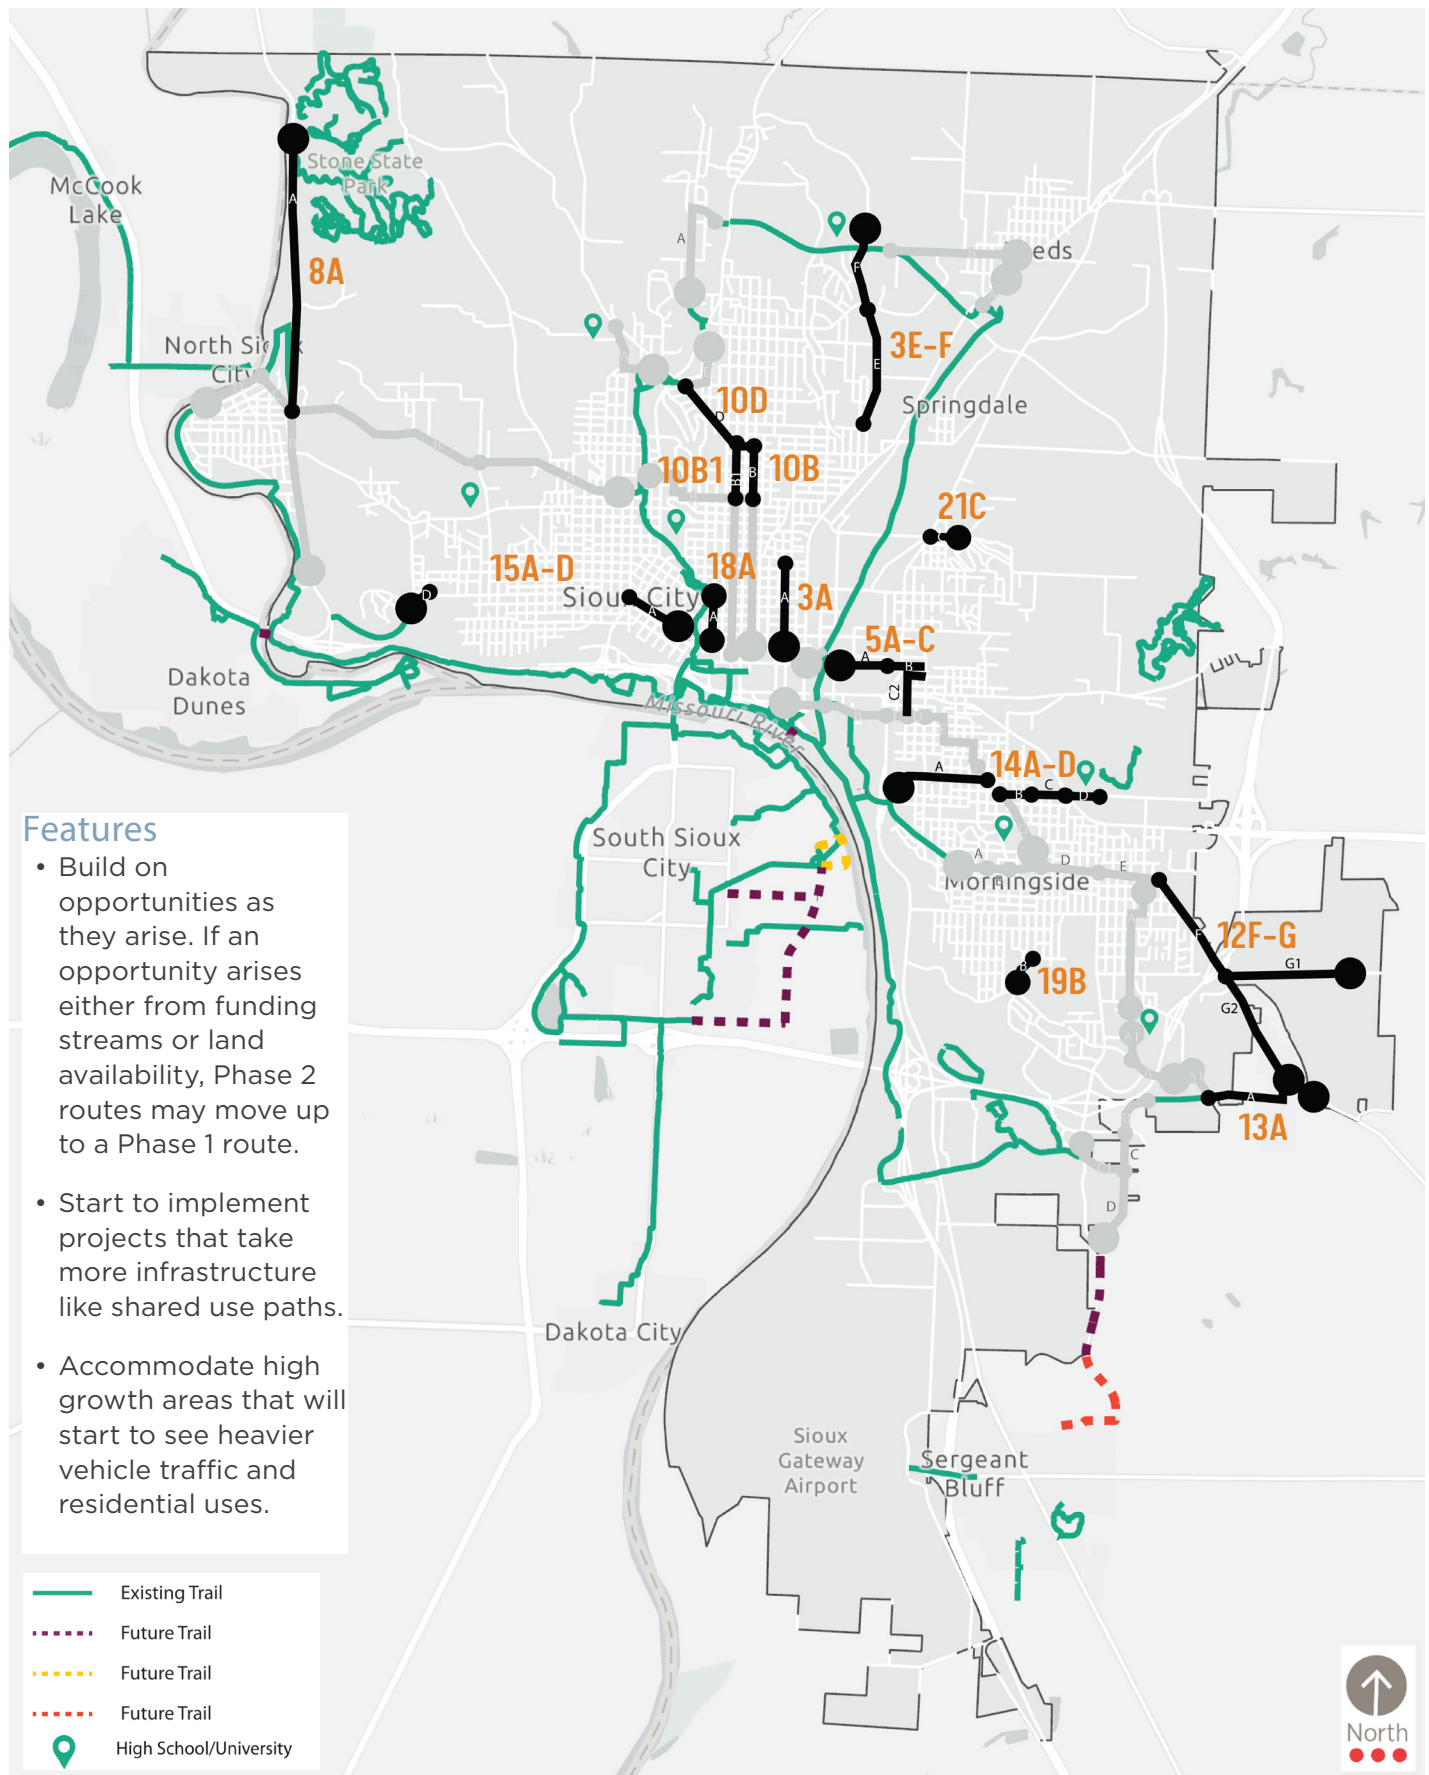 Stone State
Park
McCook
Lake
A
8A
A
F
eds
3E-F
E
North Sio
City
10D
D
Springdale
10B1
10B
B1
B
21C
15A-D
D
A
Sioux City
18A
A
3A
A
5A-C
A
B
C2
Dakota
Dunes
Missouri River
14A-D
A
B
C
D
South Sioux
City
A
B
D
E
Morningside
F
12F-G
G1
G2
B
19B
A
13A
C
D
Dakota City
Sioux
Gateway
Airport
Sergeant
Bluff
Features
• Build on
opportunities as
they arise. If an
opportunity arises
either from funding
streams or land
availability, Phase 2
routes may move up
to a Phase 1 route.
• Start to implement
projects that take
more infrastructure
like shared use paths.
• Accommodate high
growth areas that will
start to see heavier
vehicle traffic and
residential uses.
Existing Trail
Future Trail
Future Trail
Future Trail
High School/University
North